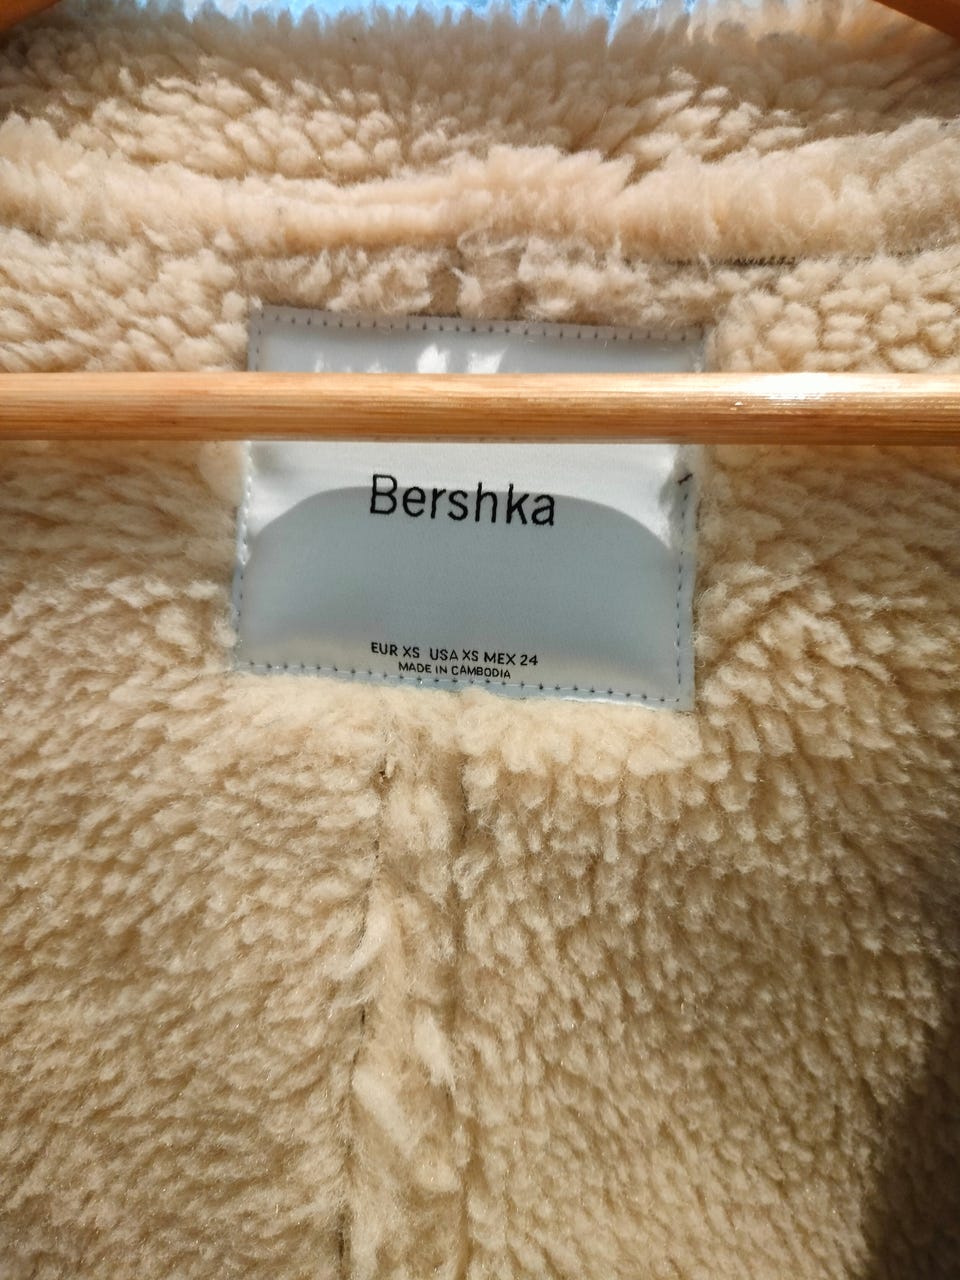 Bershka
EUR XS USA XS MEX 24
MADE IN CAMBODIA